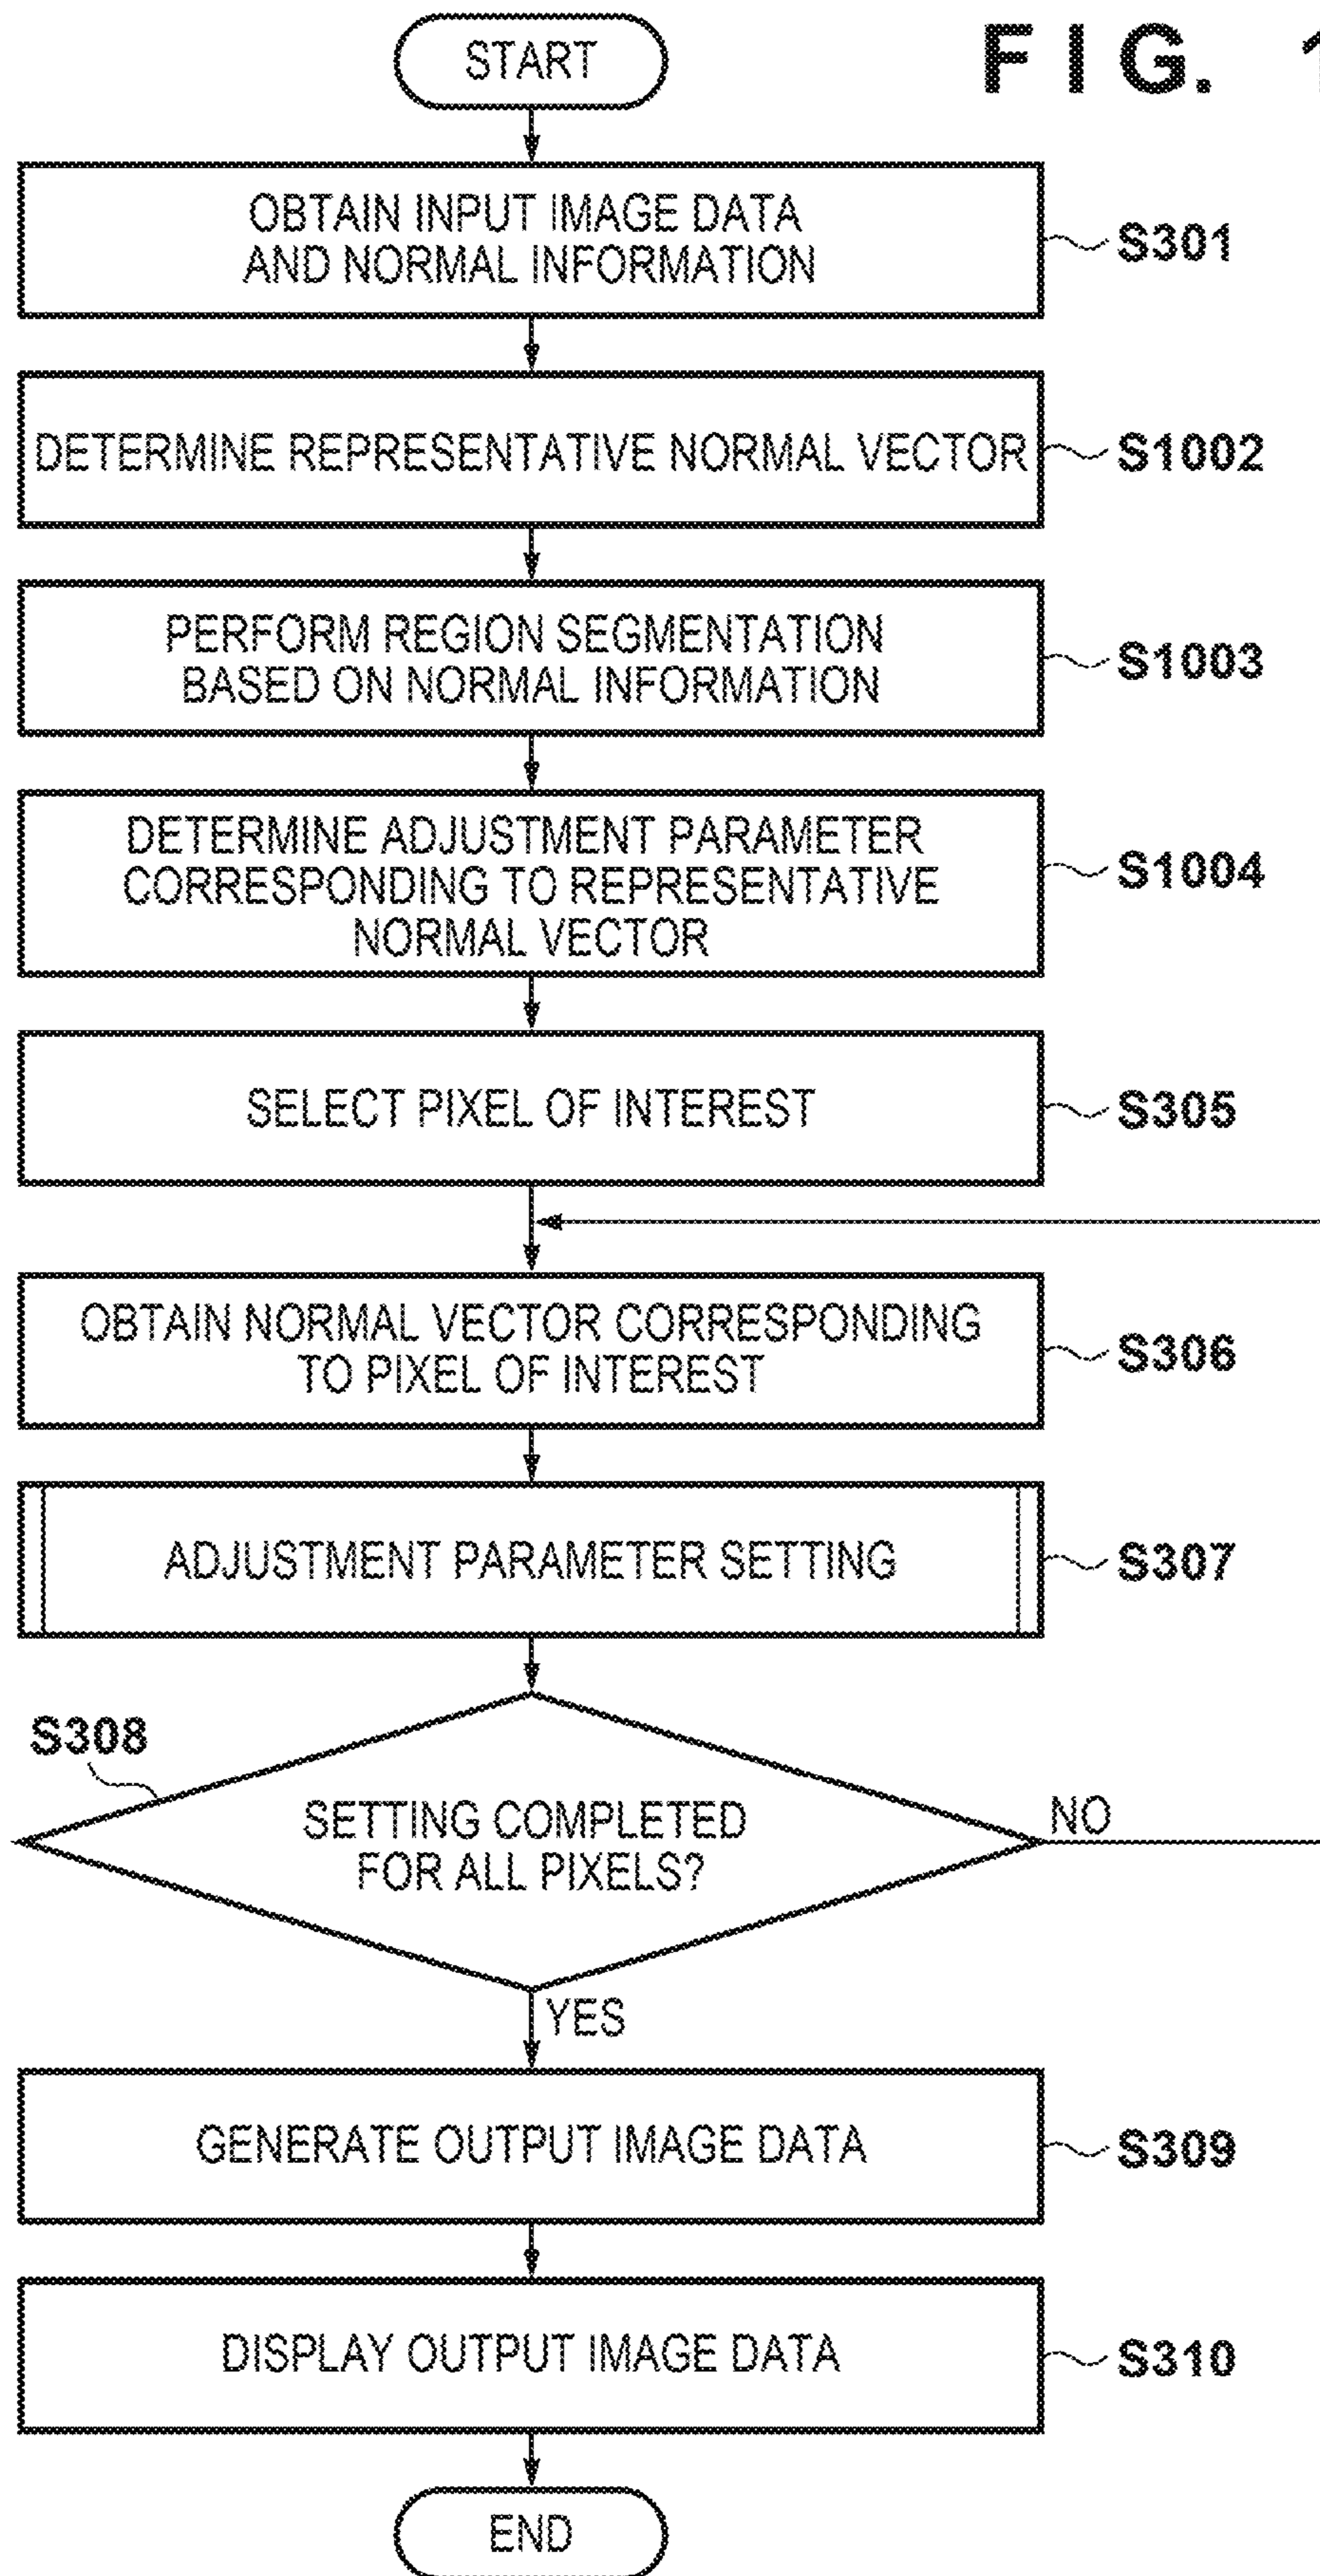 START
FIG. 1
OBTAIN INPUT IMAGE DATA
AND NORMAL INFORMATION
S301
DETERMINE REPRESENTATIVE NORMAL VECTOR
S1002
PERFORM REGION SEGMENTATION
BASED ON NORMAL INFORMATION
S1003
DETERMINE ADJUSTMENT PARAMETER
CORRESPONDING TO REPRESENTATIVE
NORMAL VECTOR
S1004
SELECT PIXEL OF INTEREST
S305
OBTAIN NORMAL VECTOR CORRESPONDING
TO PIXEL OF INTEREST
S306
ADJUSTMENT PARAMETER SETTING
S307
S308
SETTING COMPLETED
FOR ALL PIXELS?
NO
YES
GENERATE OUTPUT IMAGE DATA
S309
DISPLAY OUTPUT IMAGE DATA
S310
END